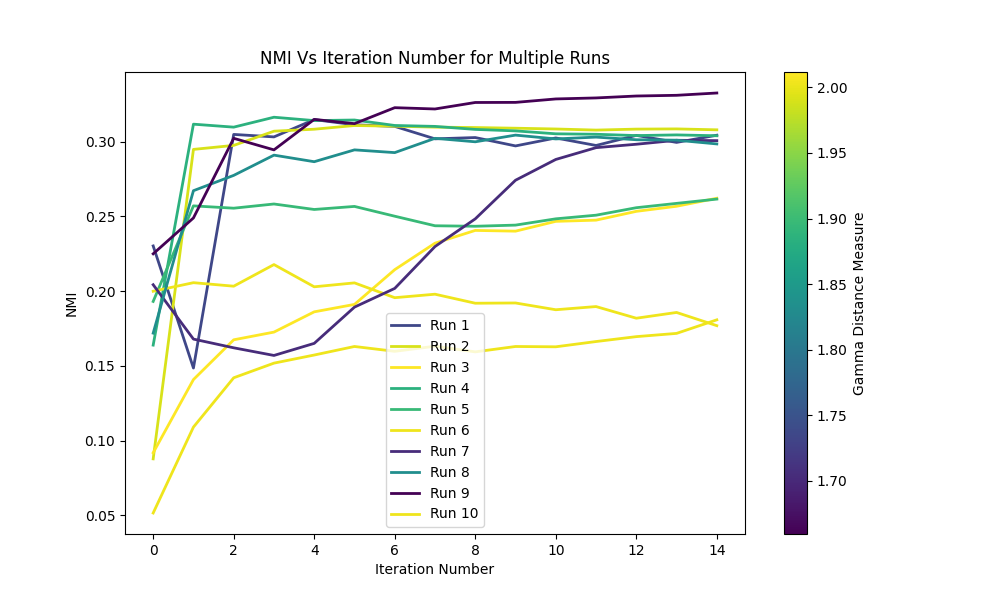 NMI Vs Iteration Number for Multiple Runs
NMI
0.30
0.25
0.20
0.15
0.10
0.05
0
2
4
6
8
10
12
14
Iteration Number
Run 1
Run 2
Run 3
Run 4
Run 5
Run 6
Run 7
Run 8
Run 9
Run 10
2.00
1.95
1.90
1.85
1.80
1.75
1.70
Gamma Distance Measure